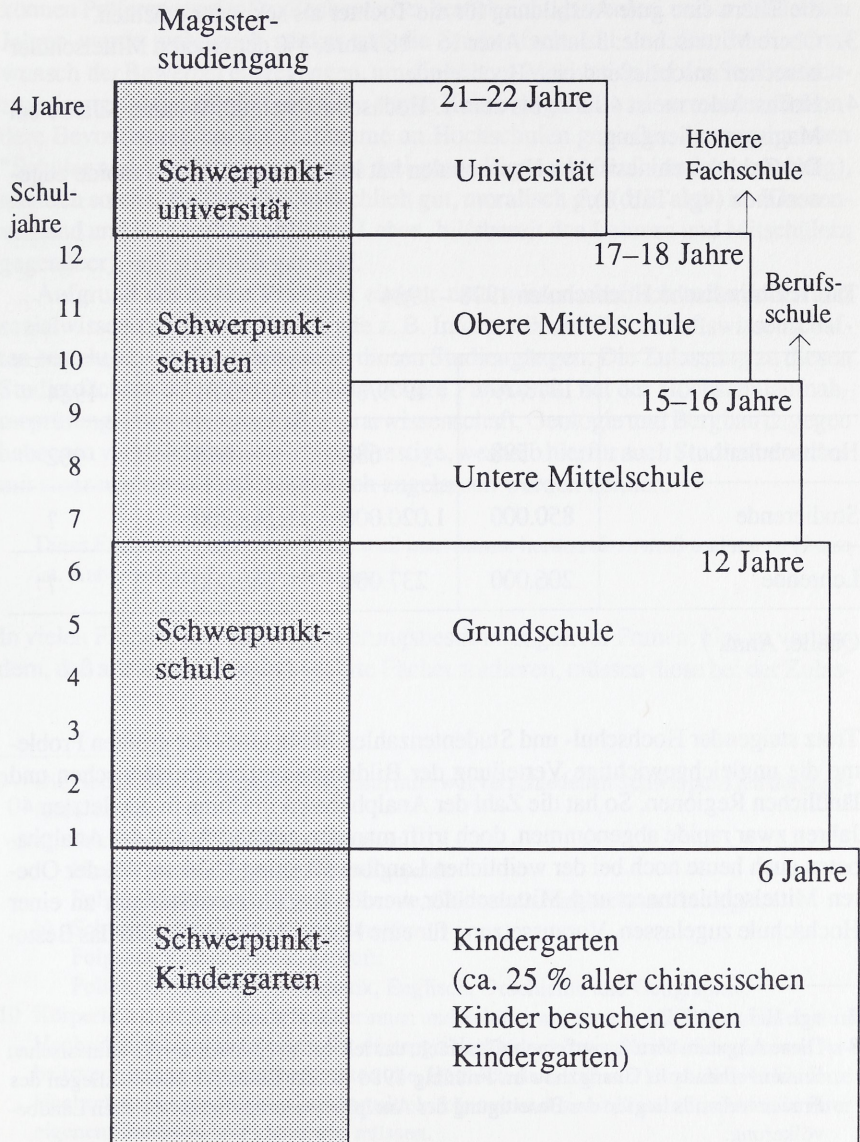 Magister-
studiengang
4 Jahre
21–22 Jahre
Höhere
Fachschule
Schwerpunkt-
universität
Universität
Schul-
jahre
12
17–18 Jahre
Berufs-
schule
11
Schwerpunkt-
schulen
Obere Mittelschule
10
15–16 Jahre
9
8
Untere Mittelschule
7
12 Jahre
6
5
Schwerpunkt-
schule
Grundschule
4
3
2
1
6 Jahre
Schwerpunkt-
Kindergarten
Kindergarten
(ca. 25 % aller chinesischen
Kinder besuchen einen
Kindergarten)